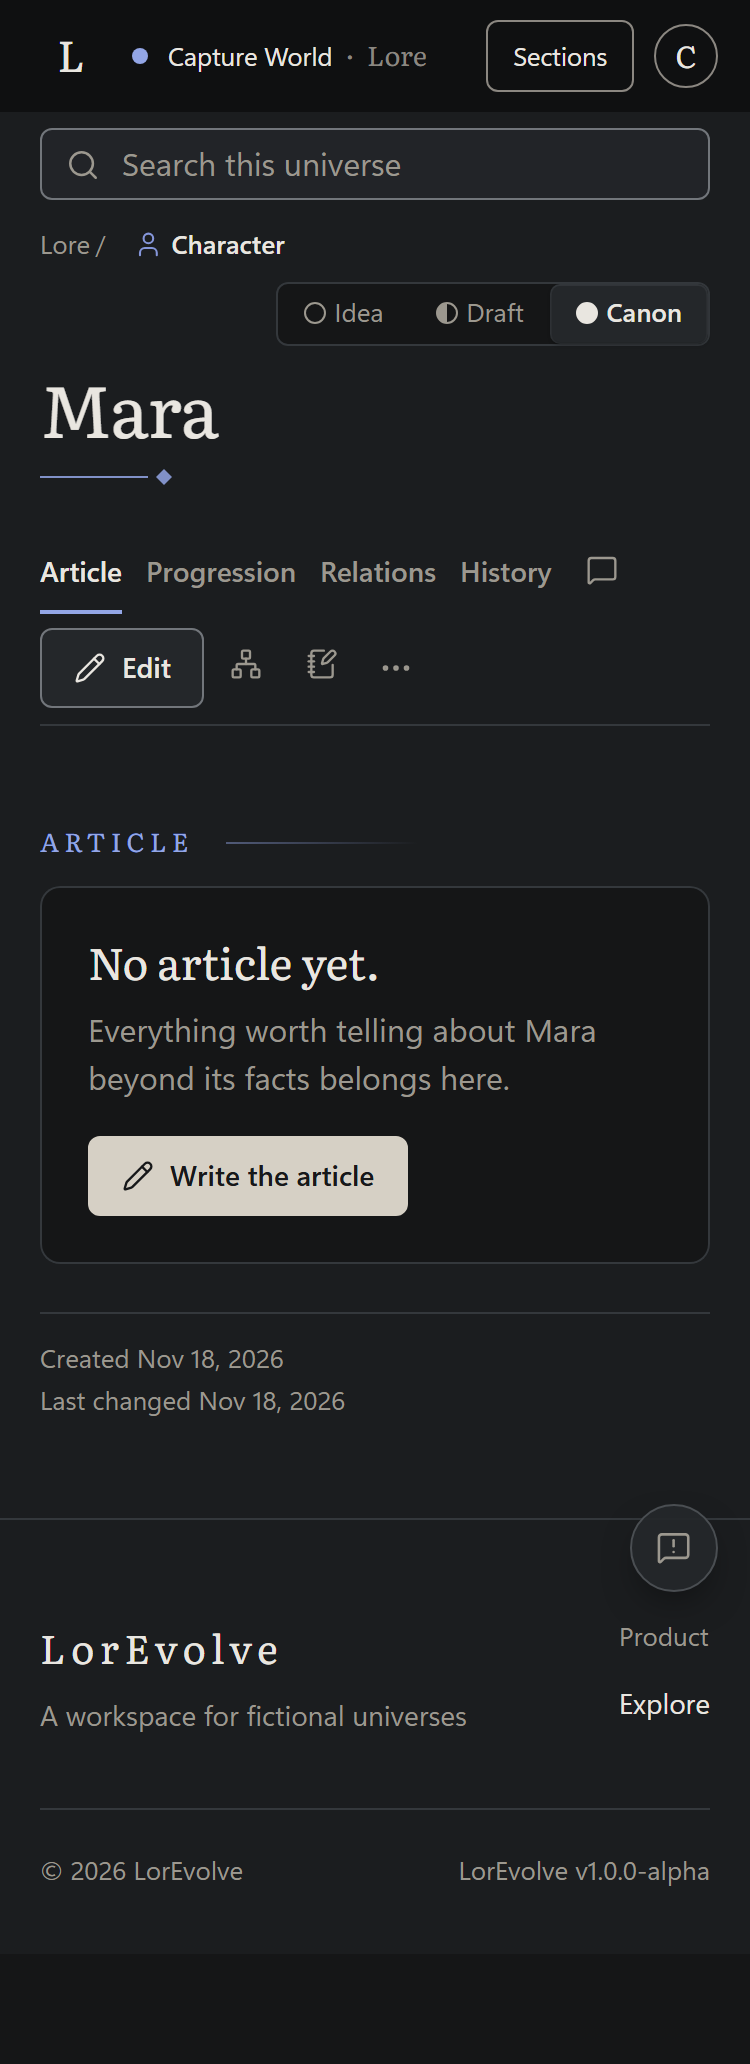 L Capture World · Lore Sections C
Search this universe
Lore / Character
Idea Draft Canon
Mara
Article Progression Relations History
Edit
ARTICLE
No article yet.
Everything worth telling about Mara
beyond its facts belongs here.
Write the article
Created Nov 18, 2026
Last changed Nov 18, 2026
LorEvolve
A workspace for fictional universes
Product
Explore
© 2026 LorEvolve
LorEvolve v1.0.0-alpha